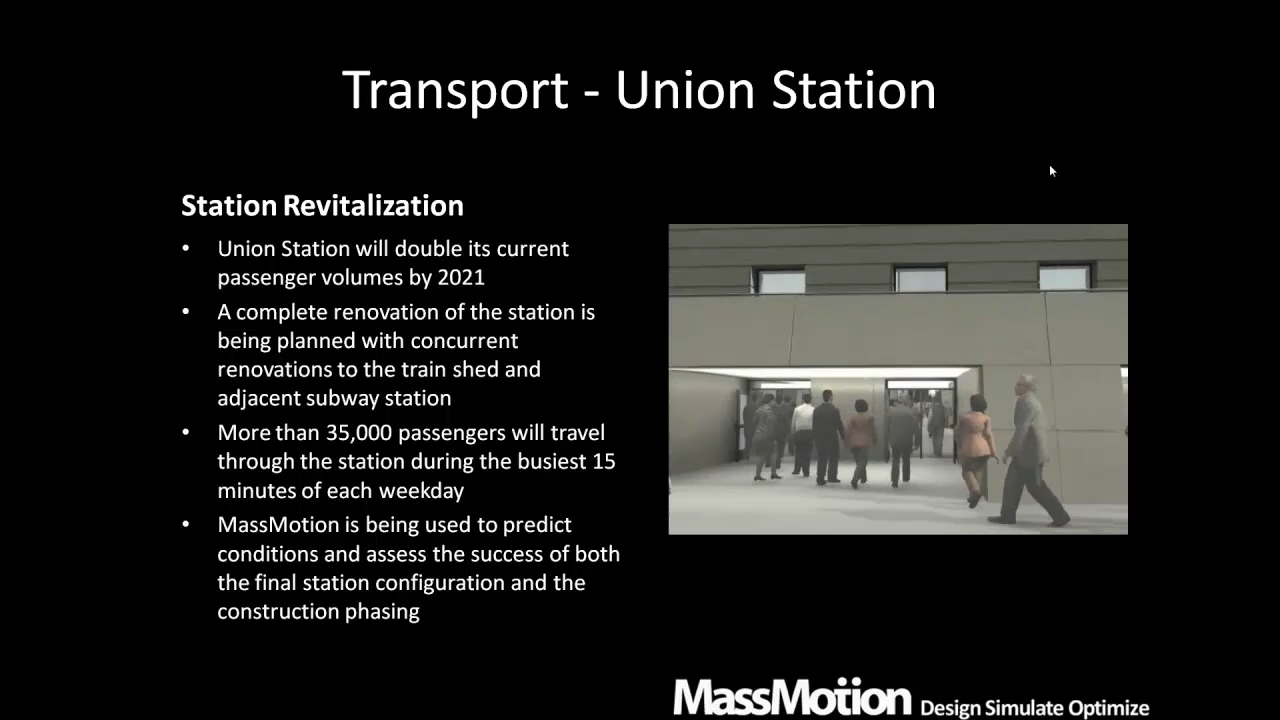 Transport - Union Station
Station Revitalization
• Union Station will double its current
passenger volumes by 2021
• A complete renovation of the station is
being planned with concurrent
renovations to the train shed and
adjacent subway station
• More than 35,000 passengers will travel
through the station during the busiest 15
minutes of each weekday
• MassMotion is being used to predict
conditions and assess the success of both
the final station configuration and the
construction phasing
MassMotion Design Simulate Optimize